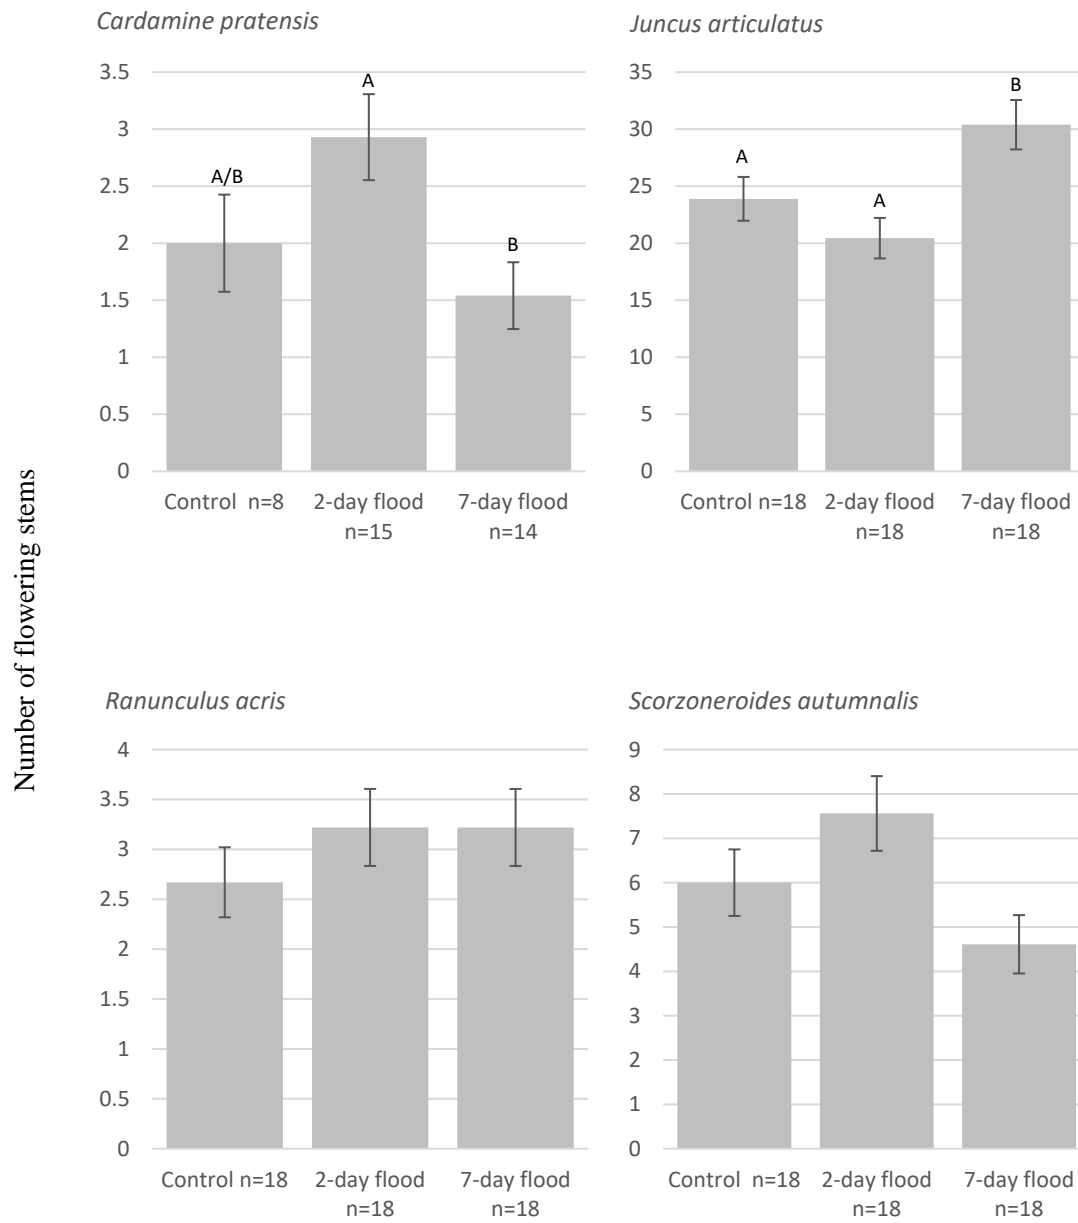 Number of flowering stems
Cardamine pratensis
3.5
3
2.5
2
1.5
1
0.5
0
A/B
A
B
Control n=8
2-day flood
n=15
7-day flood
n=14
Juncus articulatus
35
30
25
20
15
10
5
0
A
A
B
Control n=18
2-day flood
n=18
7-day flood
n=18
Ranunculus acris
4
3.5
3
2.5
2
1.5
1
0.5
0
Control n=18
2-day flood
n=18
7-day flood
n=18
Scorzoneroides autumnalis
9
8
7
6
5
4
3
2
1
0
Control n=18
2-day flood
n=18
7-day flood
n=18